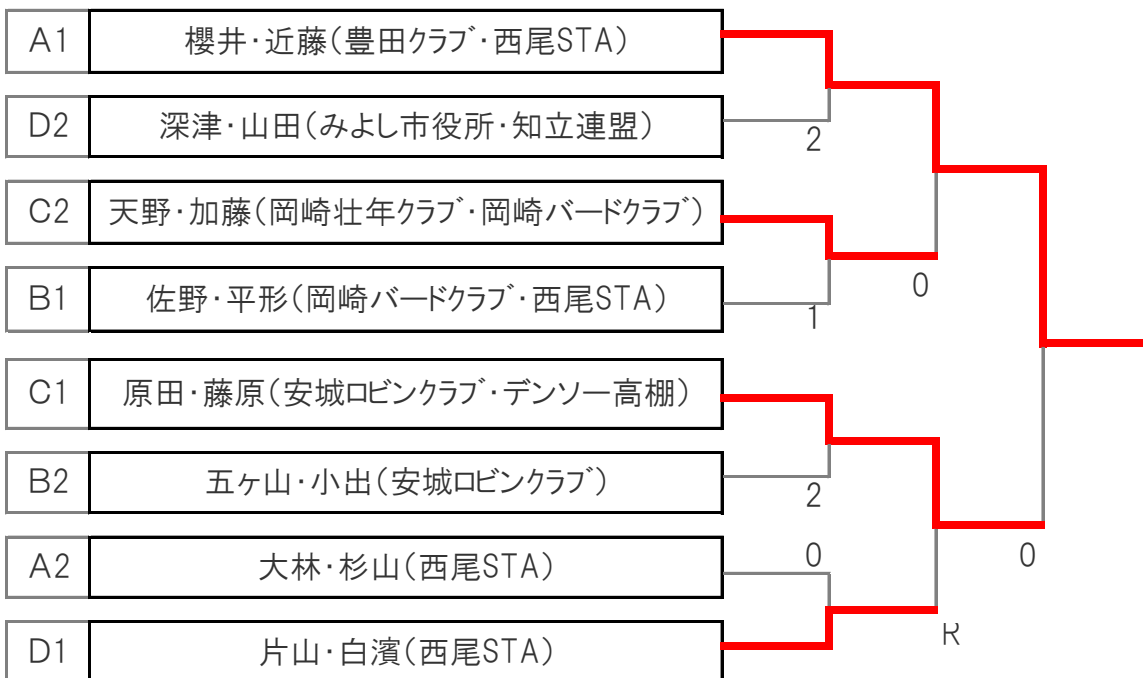 A1 櫻井・近藤(豊田クラブ・西尾STA)
D2 深津・山田(みよし市役所・知立連盟)
2
C2 天野・加藤(岡崎壮年クラブ・岡崎バードクラブ)
0
B1 佐野・平形(岡崎バードクラブ・西尾STA)
1
C1 原田・藤原(安城ロビンクラブ・デンソー高棚)
B2 五ヶ山・小出(安城ロビンクラブ)
2
A2 大林・杉山(西尾STA)
0
0
D1 片山・白濱(西尾STA)
R